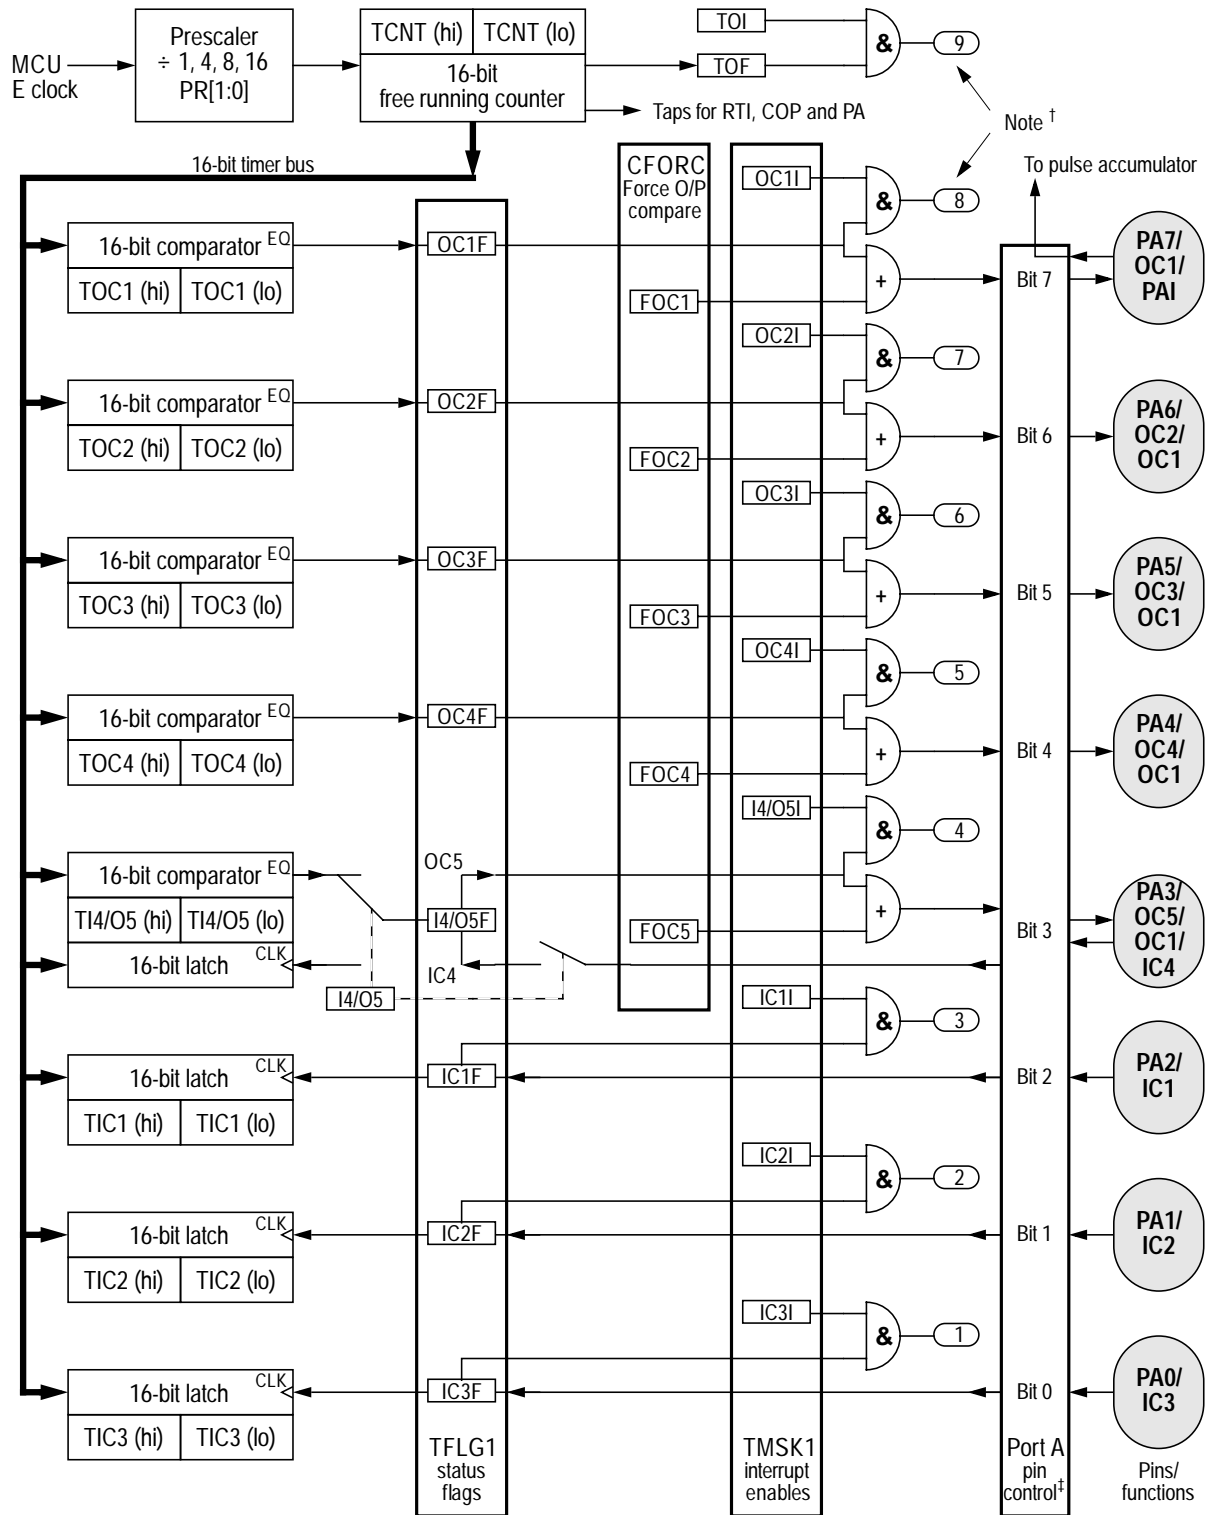 MCU
E clock
Prescaler
÷ 1, 4, 8, 16
PR[1:0]
TCNT (hi) TCNT (lo)
16-bit
free running counter
TOI
TOF
&
9
Taps for RTI, COP and PA
Note †
16-bit timer bus
To pulse accumulator
CFORC
Force O/P
compare
OC1I
&
8
16-bit comparator EQ
TOC1 (hi) TOC1 (lo)
OC1F
FOC1
+
Bit 7
PA7/
OC1/
PAI
OC2I
&
7
16-bit comparator EQ
TOC2 (hi) TOC2 (lo)
OC2F
FOC2
+
Bit 6
PA6/
OC2/
OC1
OC3I
&
6
16-bit comparator EQ
TOC3 (hi) TOC3 (lo)
OC3F
FOC3
+
Bit 5
PA5/
OC3/
OC1
OC4I
&
5
16-bit comparator EQ
TOC4 (hi) TOC4 (lo)
OC4F
FOC4
+
Bit 4
PA4/
OC4/
OC1
I4/O5I
&
4
16-bit comparator EQ
TI4/O5 (hi) TI4/O5 (lo)
16-bit latch CLK
OC5
I4/O5F
IC4
I4/O5
FOC5
+
Bit 3
PA3/
OC5/
OC1/
IC4
IC1I
&
3
16-bit latch CLK
TIC1 (hi) TIC1 (lo)
IC1F
Bit 2
PA2/
IC1
IC2I
&
2
16-bit latch CLK
TIC2 (hi) TIC2 (lo)
IC2F
Bit 1
PA1/
IC2
IC3I
&
1
16-bit latch CLK
TIC3 (hi) TIC3 (lo)
IC3F
Bit 0
PA0/
IC3
TFLG1
status
flags
TMSK1
interrupt
enables
Port A
pin
control‡
Pins/
functions